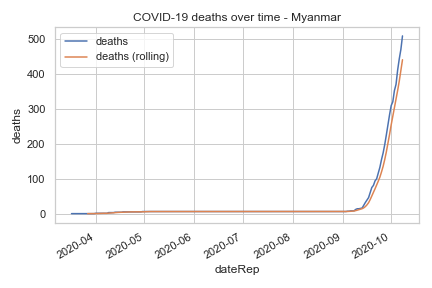 COVID-19 deaths over time - Myanmar
deaths
deaths (rolling)
500
400
300
200
100
0
deaths
2020-04
2020-05
2020-06
2020-07
2020-08
2020-09
2020-10
dateRep